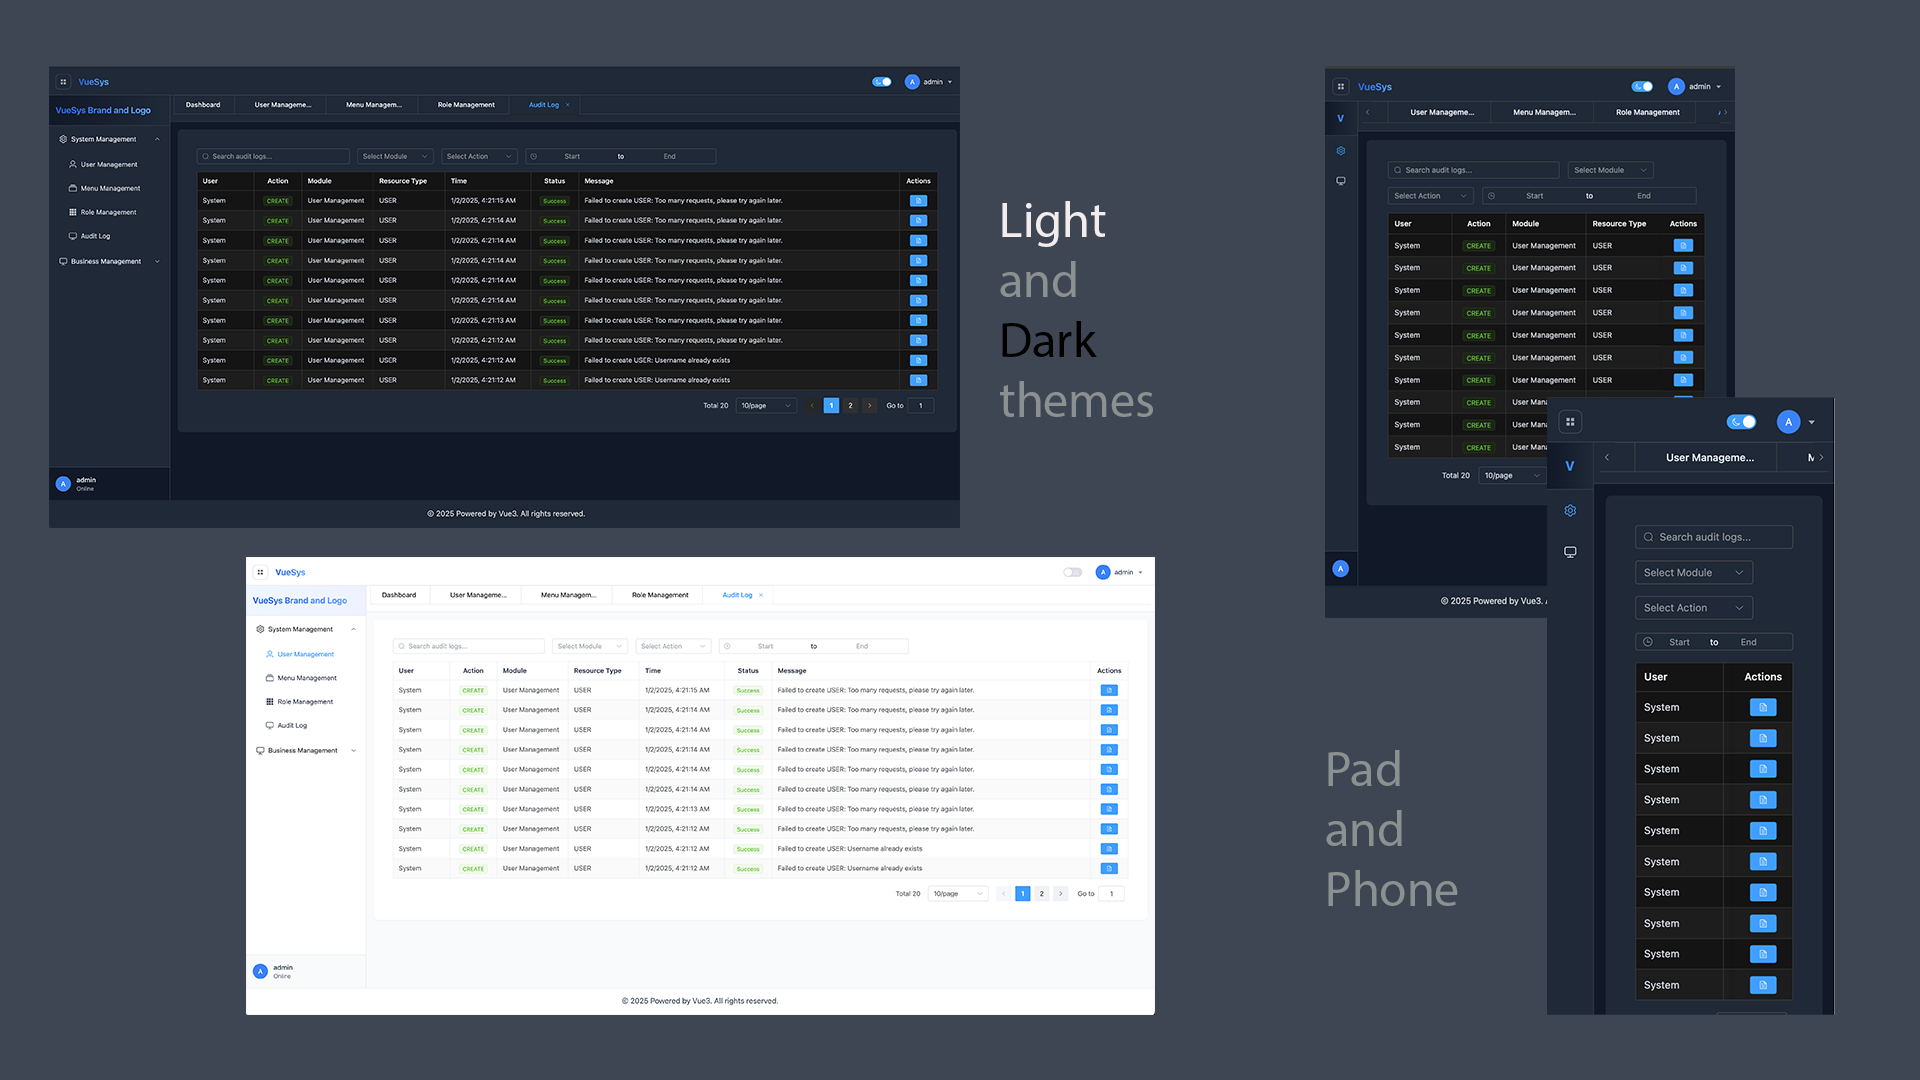 VueSys
A admin
VueSys Brand and Logo
Dashboard User Manageme... Menu Managem... Role Management Audit Log ×
System Management
User Management
Menu Management
Role Management
Audit Log
Business Management
Search audit logs... Select Module Select Action Start to End
User Action Module Resource Type Time Status Message Actions
System CREATE User Management USER 1/2/2025, 4:21:15 AM Success Failed to create USER: Too many requests, please try again later.
System CREATE User Management USER 1/2/2025, 4:21:14 AM Success Failed to create USER: Too many requests, please try again later.
System CREATE User Management USER 1/2/2025, 4:21:14 AM Success Failed to create USER: Too many requests, please try again later.
System CREATE User Management USER 1/2/2025, 4:21:14 AM Success Failed to create USER: Too many requests, please try again later.
System CREATE User Management USER 1/2/2025, 4:21:14 AM Success Failed to create USER: Too many requests, please try again later.
System CREATE User Management USER 1/2/2025, 4:21:14 AM Success Failed to create USER: Too many requests, please try again later.
System CREATE User Management USER 1/2/2025, 4:21:13 AM Success Failed to create USER: Too many requests, please try again later.
System CREATE User Management USER 1/2/2025, 4:21:12 AM Success Failed to create USER: Too many requests, please try again later.
System CREATE User Management USER 1/2/2025, 4:21:12 AM Success Failed to create USER: Username already exists
System CREATE User Management USER 1/2/2025, 4:21:12 AM Success Failed to create USER: Username already exists
Total 20 10/page < 1 2 > Go to 1
A admin
Online
© 2025 Powered by Vue3. All rights reserved.
Light
and
Dark
themes
VueSys
A admin
V
User Manageme... Menu Managem... Role Management
Search audit logs... Select Module
Select Action Start to End
User Action Module Resource Type Actions
System CREATE User Management USER
System CREATE User Management USER
System CREATE User Management USER
System CREATE User Management USER
System CREATE User Management USER
System CREATE User Management USER
System CREATE User Management USER
System CREATE User Mana
System CREATE User Mana
System CREATE User Mana
Total 20 10/page
A
© 2025 Powered by Vue3. A
A
V
User Manageme... M
Search audit logs...
Select Module
Select Action
Start to End
User Actions
System
System
System
System
System
System
System
System
System
System
VueSys
A admin
VueSys Brand and Logo
Dashboard User Manageme... Menu Managem... Role Management Audit Log ×
System Management
User Management
Menu Management
Role Management
Audit Log
Business Management
Search audit logs... Select Module Select Action Start to End
User Action Module Resource Type Time Status Message Actions
System CREATE User Management USER 1/2/2025, 4:21:15 AM Success Failed to create USER: Too many requests, please try again later.
System CREATE User Management USER 1/2/2025, 4:21:14 AM Success Failed to create USER: Too many requests, please try again later.
System CREATE User Management USER 1/2/2025, 4:21:14 AM Success Failed to create USER: Too many requests, please try again later.
System CREATE User Management USER 1/2/2025, 4:21:14 AM Success Failed to create USER: Too many requests, please try again later.
System CREATE User Management USER 1/2/2025, 4:21:14 AM Success Failed to create USER: Too many requests, please try again later.
System CREATE User Management USER 1/2/2025, 4:21:14 AM Success Failed to create USER: Too many requests, please try again later.
System CREATE User Management USER 1/2/2025, 4:21:13 AM Success Failed to create USER: Too many requests, please try again later.
System CREATE User Management USER 1/2/2025, 4:21:12 AM Success Failed to create USER: Too many requests, please try again later.
System CREATE User Management USER 1/2/2025, 4:21:12 AM Success Failed to create USER: Username already exists
System CREATE User Management USER 1/2/2025, 4:21:12 AM Success Failed to create USER: Username already exists
Total 20 10/page < 1 2 > Go to 1
A admin
Online
© 2025 Powered by Vue3. All rights reserved.
Pad
and
Phone